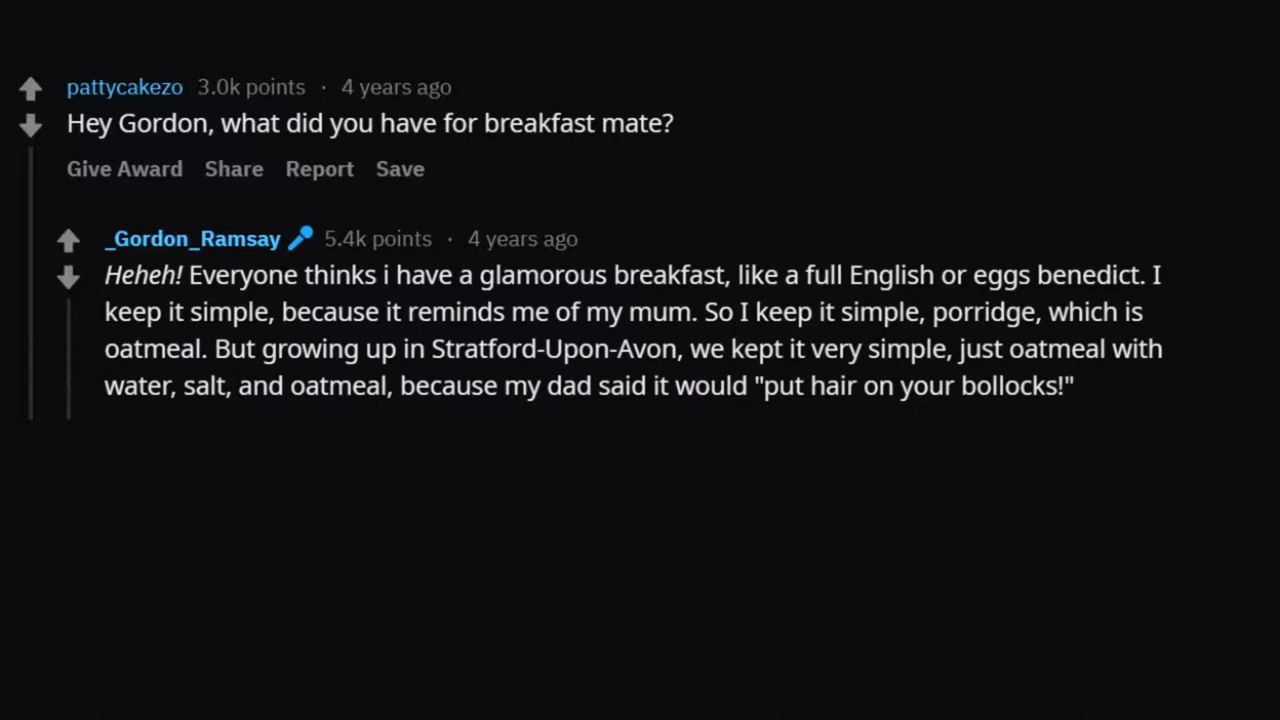 pattycakezo 3.0k points · 4 years ago
Hey Gordon, what did you have for breakfast mate?
Give Award Share Report Save
_Gordon_Ramsay 5.4k points · 4 years ago
Heheh! Everyone thinks i have a glamorous breakfast, like a full English or eggs benedict. I
keep it simple, because it reminds me of my mum. So I keep it simple, porridge, which is
oatmeal. But growing up in Stratford-Upon-Avon, we kept it very simple, just oatmeal with
water, salt, and oatmeal, because my dad said it would "put hair on your bollocks!"